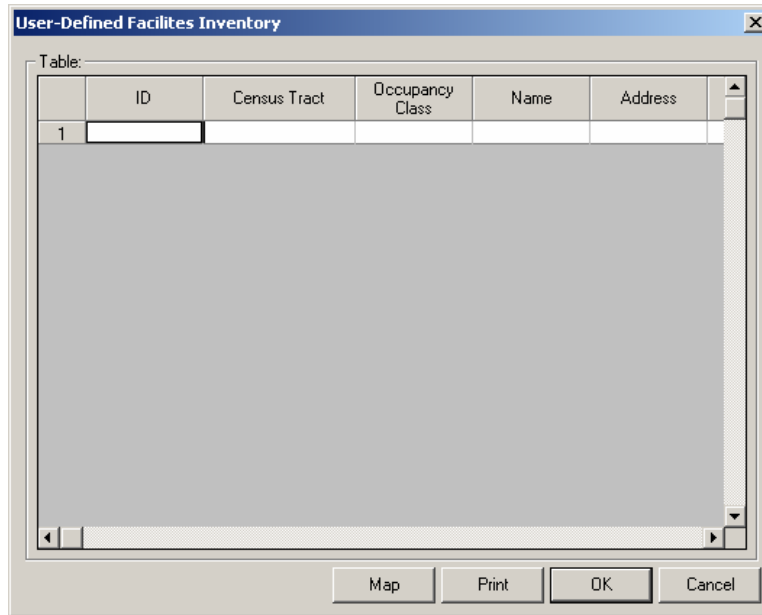 User-Defined Facilites Inventory
Table:
ID Census Tract Occupancy Class Name Address
1
Map Print OK Cancel